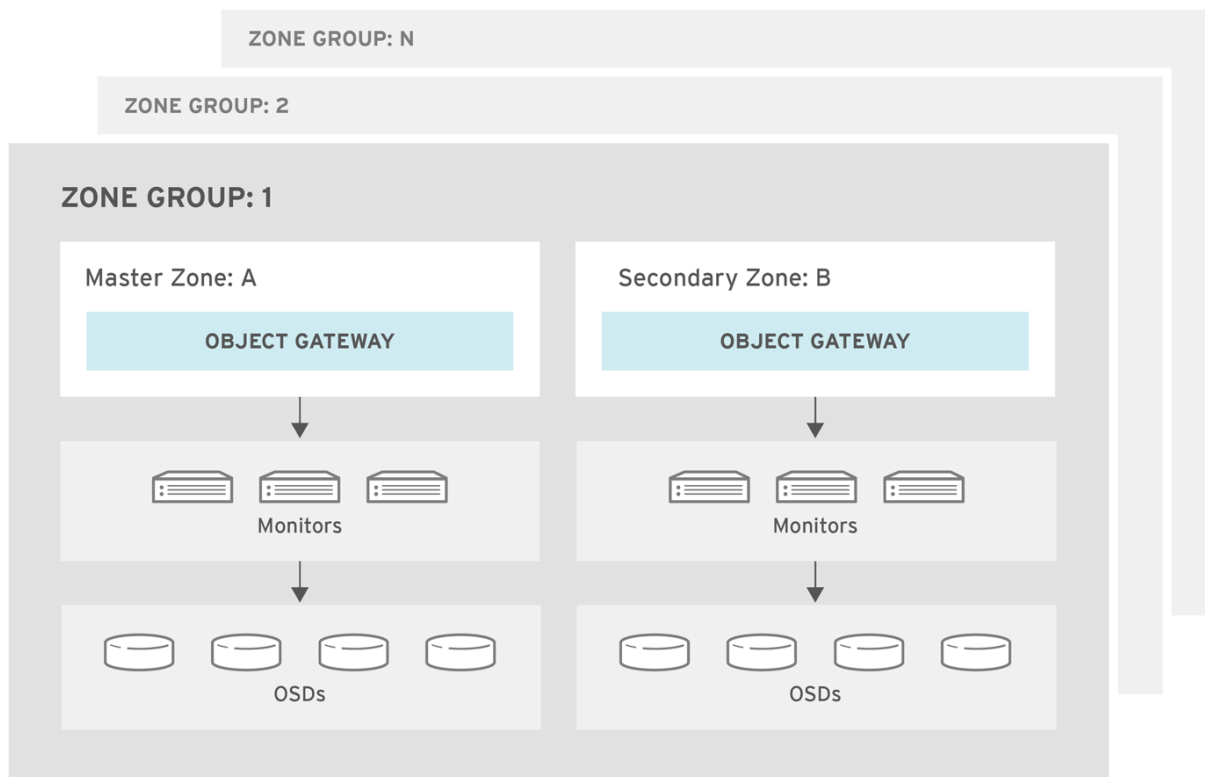 ZONE GROUP: N
ZONE GROUP: 2
ZONE GROUP: 1
Master Zone: A
Secondary Zone: B
OBJECT GATEWAY
OBJECT GATEWAY
Monitors
Monitors
OSDs
OSDs